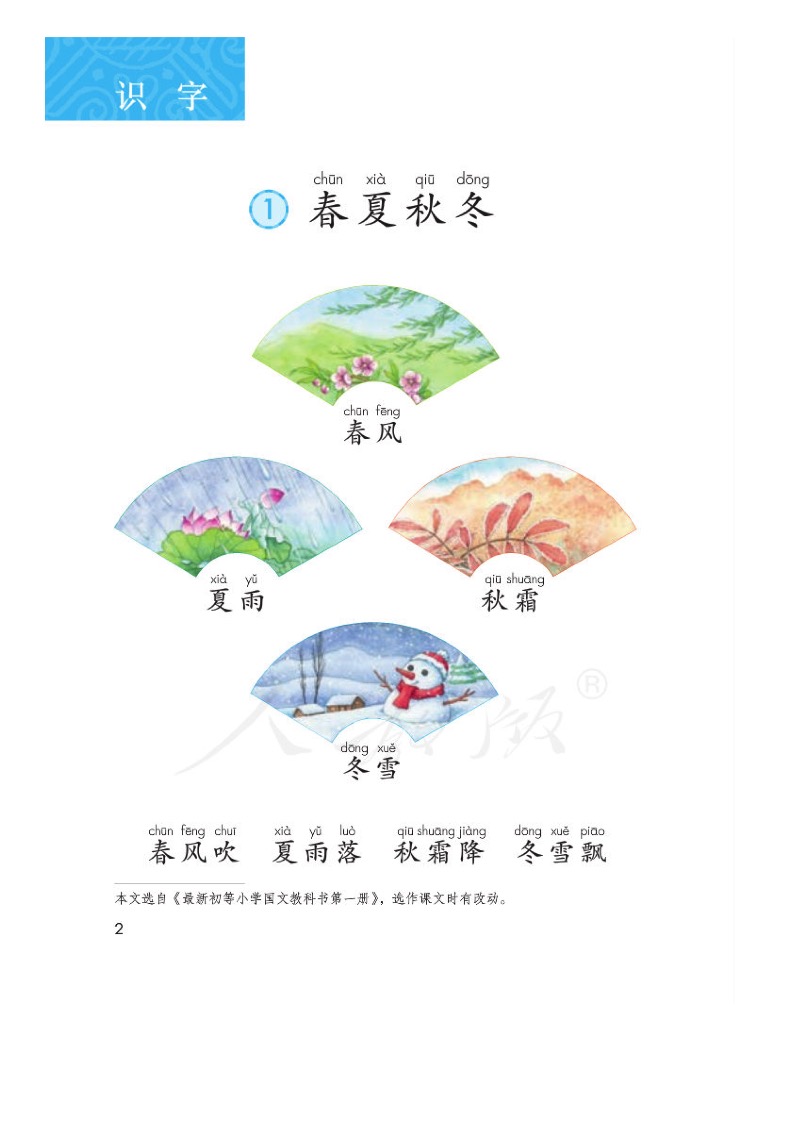 识 字
chūn xià qiū dōng
1 春夏秋冬
chūn fēng
春风
xià yǔ
夏雨
qiū shuāng
秋霜
dōng xuě
冬雪
人教版®
chūn fēng chuī xià yǔ luò qiū shuāng jiàng dōng xuě piāo
春风吹 夏雨落 秋霜降 冬雪飘
本文选自《最新初等小学国文教科书第一册》，选作课文时有改动。
2